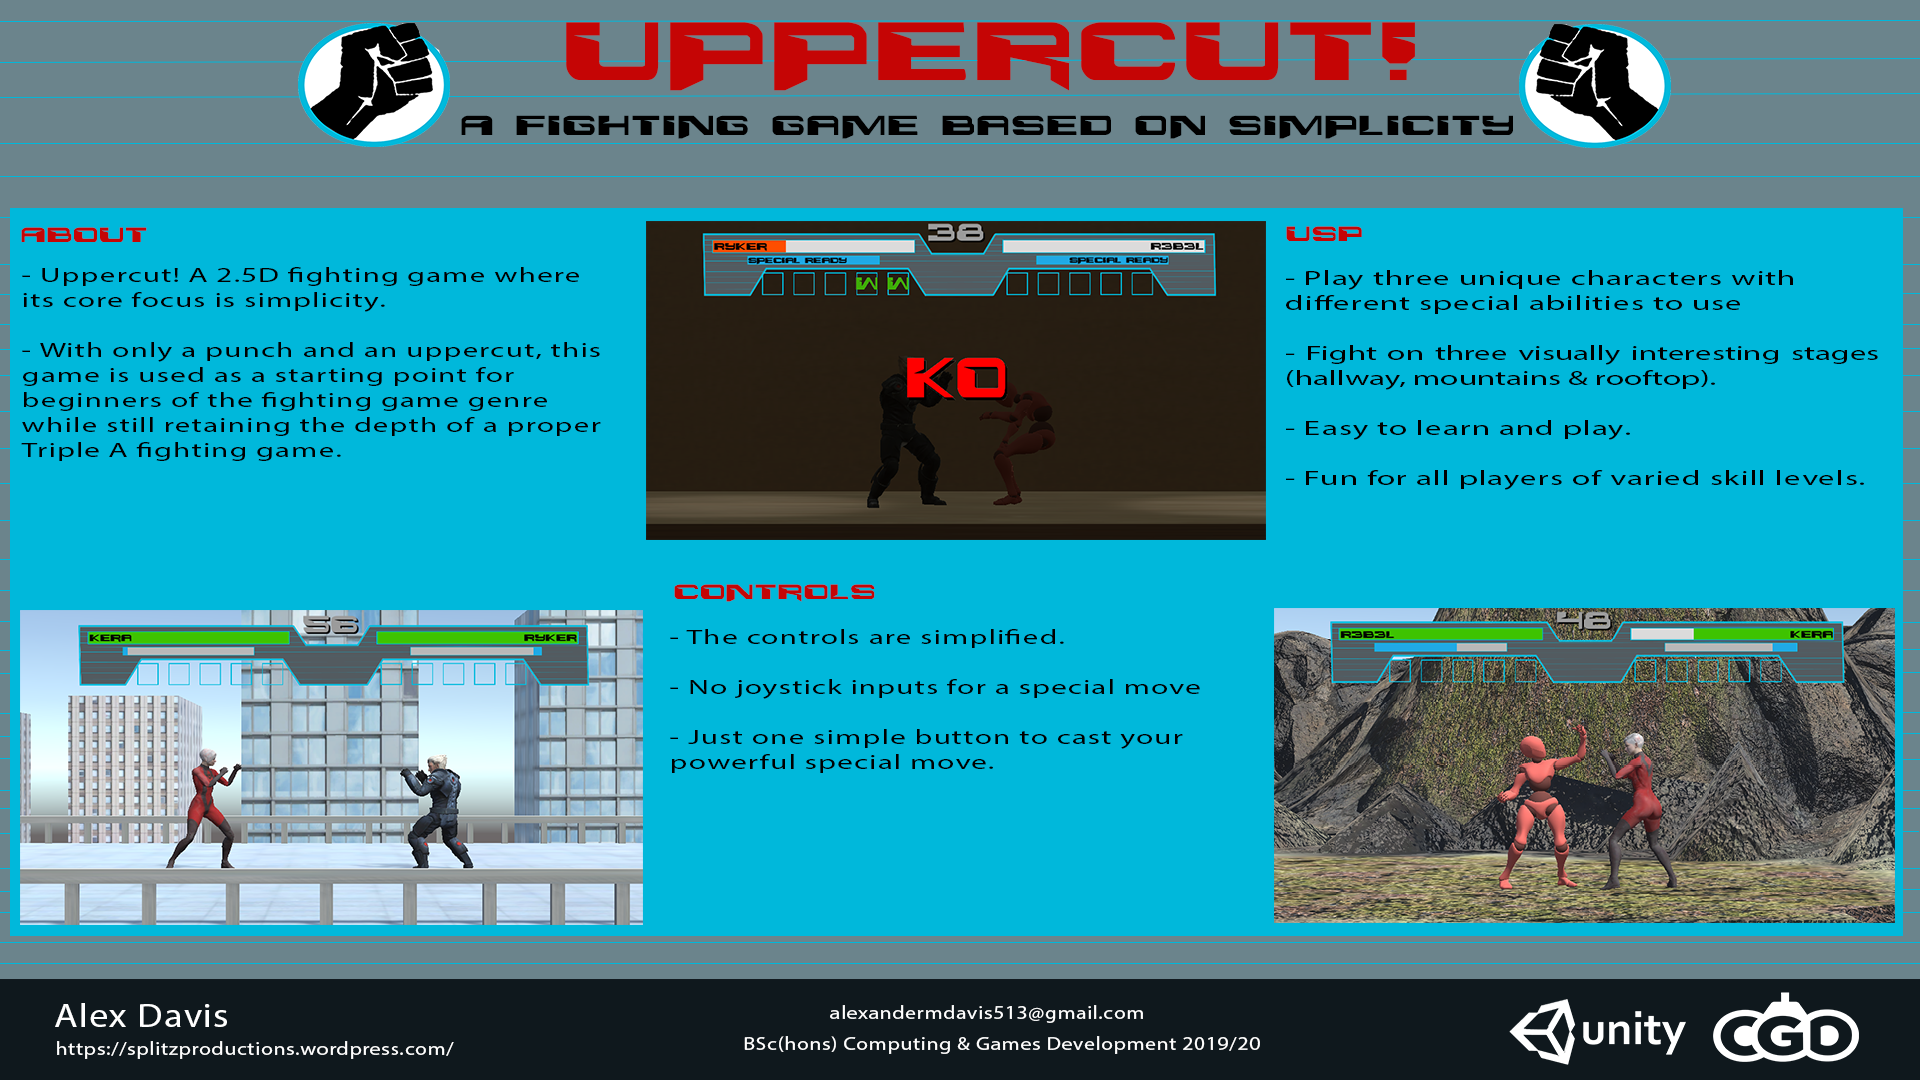 UPPERCUT!
A FIGHTING GAME BASED ON SIMPLICITY
ABOUT
- Uppercut! A 2.5D fighting game where
its core focus is simplicity.
- With only a punch and an uppercut, this
game is used as a starting point for
beginners of the fighting game genre
while still retaining the depth of a proper
Triple A fighting game.
38
RYKER
R3B3L
SPECIAL READY
SPECIAL READY
W W
KO
USP
- Play three unique characters with
different special abilities to use
- Fight on three visually interesting stages
(hallway, mountains & rooftop).
- Easy to learn and play.
- Fun for all players of varied skill levels.
56
KERA
RYKER
CONTROLS
- The controls are simplified.
- No joystick inputs for a special move
- Just one simple button to cast your
powerful special move.
48
R3B3L
KERA
Alex Davis
https://splitzproductions.wordpress.com/
alexandermdavis513@gmail.com
BSc(hons) Computing & Games Development 2019/20
unity
CGD